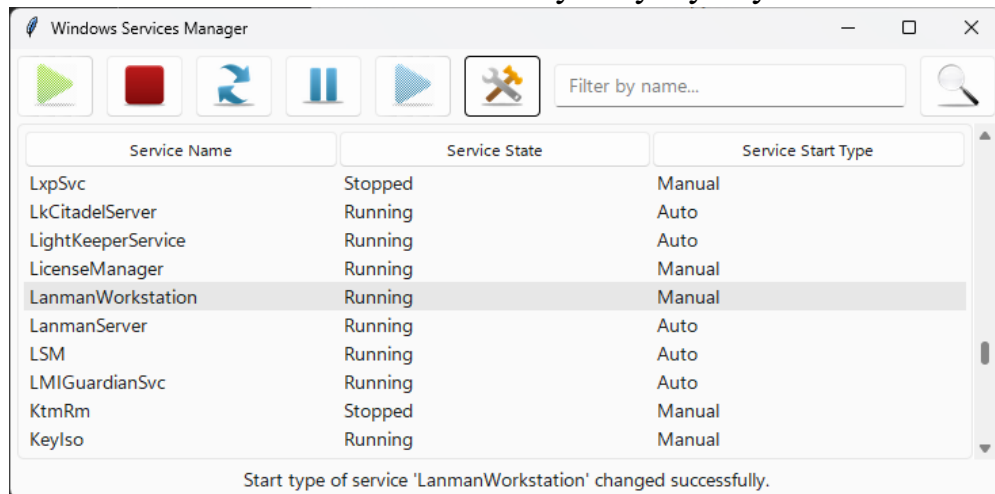 Windows Services Manager
Filter by name...
Service Name Service State Service Start Type
LxpSvc Stopped Manual
LkCitadelServer Running Auto
LightKeeperService Running Auto
LicenseManager Running Manual
LanmanWorkstation Running Manual
LanmanServer Running Auto
LSM Running Auto
LMIGuardianSvc Running Auto
KtmRm Stopped Manual
KeyIso Running Manual
Start type of service 'LanmanWorkstation' changed successfully.